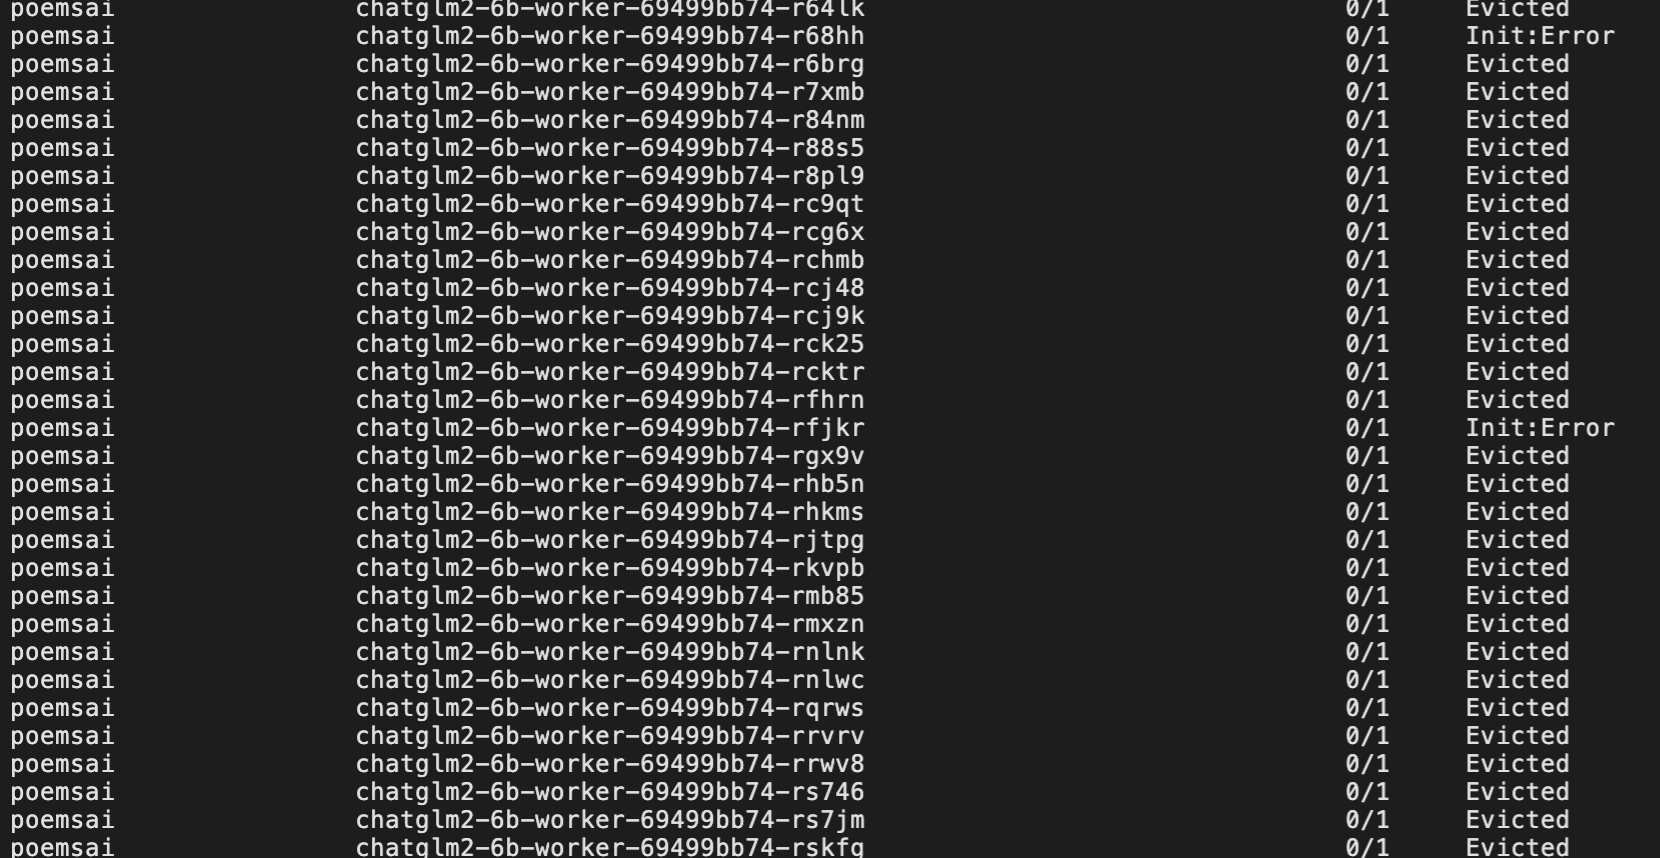 poemsai chatglm2-6b-worker-69499bb74-r64lk 0/1 Evicted
poemsai chatglm2-6b-worker-69499bb74-r68hh 0/1 Init:Error
poemsai chatglm2-6b-worker-69499bb74-r6brg 0/1 Evicted
poemsai chatglm2-6b-worker-69499bb74-r7xmb 0/1 Evicted
poemsai chatglm2-6b-worker-69499bb74-r84nm 0/1 Evicted
poemsai chatglm2-6b-worker-69499bb74-r88s5 0/1 Evicted
poemsai chatglm2-6b-worker-69499bb74-r8pl9 0/1 Evicted
poemsai chatglm2-6b-worker-69499bb74-rc9qt 0/1 Evicted
poemsai chatglm2-6b-worker-69499bb74-rcg6x 0/1 Evicted
poemsai chatglm2-6b-worker-69499bb74-rchmb 0/1 Evicted
poemsai chatglm2-6b-worker-69499bb74-rcj48 0/1 Evicted
poemsai chatglm2-6b-worker-69499bb74-rcj9k 0/1 Evicted
poemsai chatglm2-6b-worker-69499bb74-rck25 0/1 Evicted
poemsai chatglm2-6b-worker-69499bb74-rcktr 0/1 Evicted
poemsai chatglm2-6b-worker-69499bb74-rfhrn 0/1 Evicted
poemsai chatglm2-6b-worker-69499bb74-rfjkr 0/1 Init:Error
poemsai chatglm2-6b-worker-69499bb74-rgx9v 0/1 Evicted
poemsai chatglm2-6b-worker-69499bb74-rhb5n 0/1 Evicted
poemsai chatglm2-6b-worker-69499bb74-rhkms 0/1 Evicted
poemsai chatglm2-6b-worker-69499bb74-rjtpg 0/1 Evicted
poemsai chatglm2-6b-worker-69499bb74-rkvpb 0/1 Evicted
poemsai chatglm2-6b-worker-69499bb74-rmb85 0/1 Evicted
poemsai chatglm2-6b-worker-69499bb74-rmxzn 0/1 Evicted
poemsai chatglm2-6b-worker-69499bb74-rnlnk 0/1 Evicted
poemsai chatglm2-6b-worker-69499bb74-rnlwc 0/1 Evicted
poemsai chatglm2-6b-worker-69499bb74-rqrws 0/1 Evicted
poemsai chatglm2-6b-worker-69499bb74-rrvrv 0/1 Evicted
poemsai chatglm2-6b-worker-69499bb74-rrwv8 0/1 Evicted
poemsai chatglm2-6b-worker-69499bb74-rs746 0/1 Evicted
poemsai chatglm2-6b-worker-69499bb74-rs7jm 0/1 Evicted
poemsai chatglm2-6b-worker-69499bb74-rskfq 0/1 Evicted